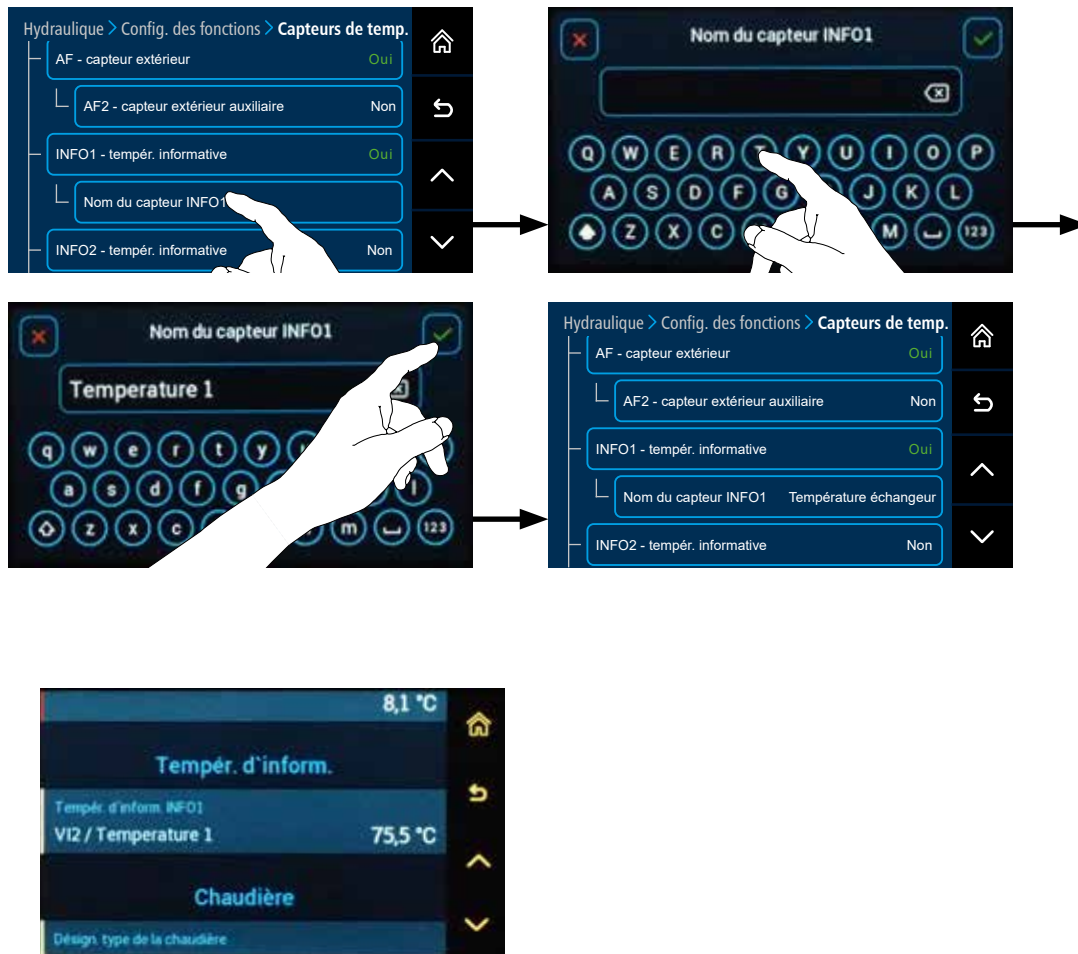 Hydraulique > Config. des fonctions > Capteurs de temp.
AF - capteur extérieur Oui
AF2 - capteur extérieur auxiliaire Non
INFO1 - tempér. informative Oui
Nom du capteur INFO1
INFO2 - tempér. informative Non
Nom du capteur INFO1
Q W E R T Y U I O P
A S D F G J K L
Z X C M 123
Nom du capteur INFO1
Temperature 1
q w e r t y
a s d f g l
z x c m 123
Hydraulique > Config. des fonctions > Capteurs de temp.
AF - capteur extérieur Oui
AF2 - capteur extérieur auxiliaire Non
INFO1 - tempér. informative Oui
Nom du capteur INFO1 Température échangeur
INFO2 - tempér. informative Non
8,1 °C
Tempér. d`inform.
Tempér. d'inform. INFO1
VI2 / Temperature 1 75,5 °C
Chaudière
Désign. type de la chaudière